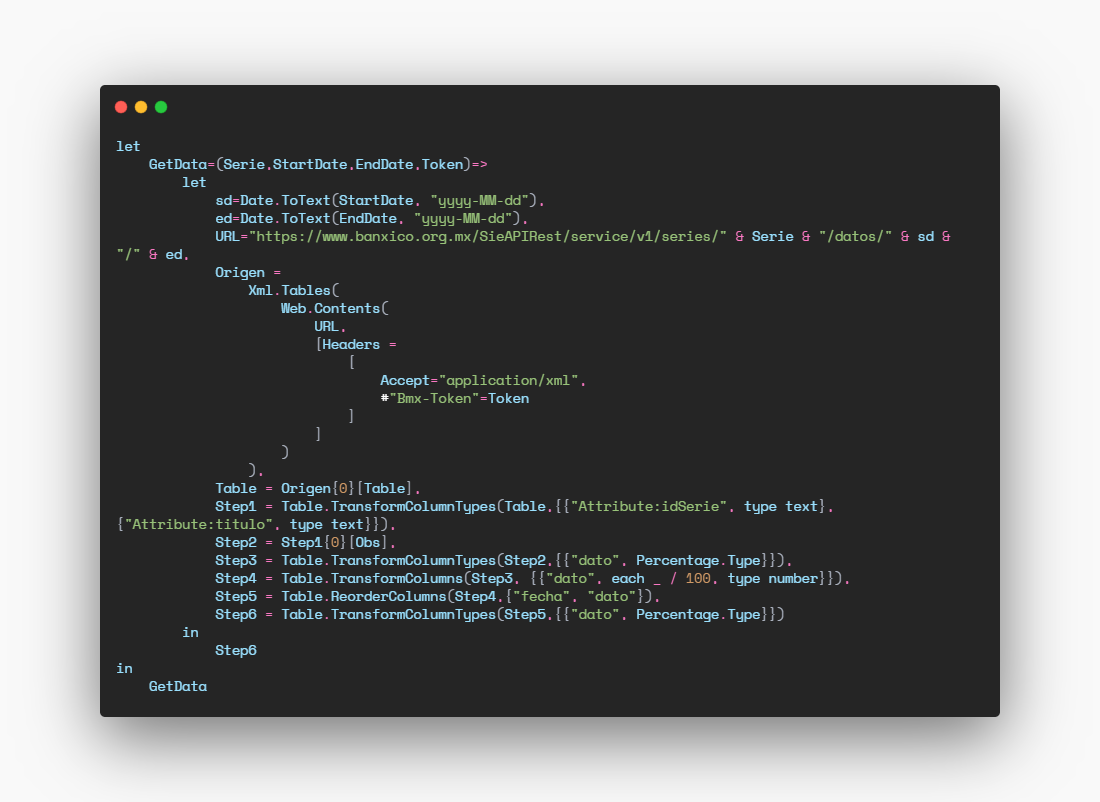 let
    GetData=(Serie,StartDate,EndDate,Token)=>
        let
            sd=Date.ToText(StartDate, "yyyy-MM-dd"),
            ed=Date.ToText(EndDate, "yyyy-MM-dd"),
            URL="https://www.banxico.org.mx/SieAPIRest/service/v1/series/" & Serie & "/datos/" & sd &
"/" & ed,
            Origen =
                Xml.Tables(
                    Web.Contents(
                        URL,
                        [Headers =
                            [
                                Accept="application/xml",
                                #"Bmx-Token"=Token
                            ]
                        ]
                    )
                ),
            Table = Origen{0}[Table],
            Step1 = Table.TransformColumnTypes(Table,{{"Attribute:idSerie", type text},
{"Attribute:titulo", type text}}),
            Step2 = Step1{0}[Obs],
            Step3 = Table.TransformColumnTypes(Step2,{{"dato", Percentage.Type}}),
            Step4 = Table.TransformColumns(Step3, {{"dato", each _ / 100, type number}}),
            Step5 = Table.ReorderColumns(Step4,{"fecha", "dato"}),
            Step6 = Table.TransformColumnTypes(Step5,{{"dato", Percentage.Type}})
        in
            Step6
in
    GetData